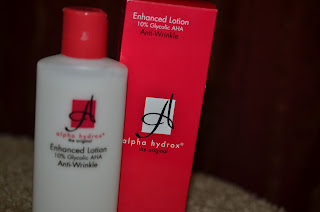 Enhanced Lotion
10% Glycolic AHA
Anti-Wrinkle
A
alpha hydrox®
the original
A
alpha hydrox®
the original
Enhanced Lotion
10% Glycolic AHA
Anti-Wrinkle